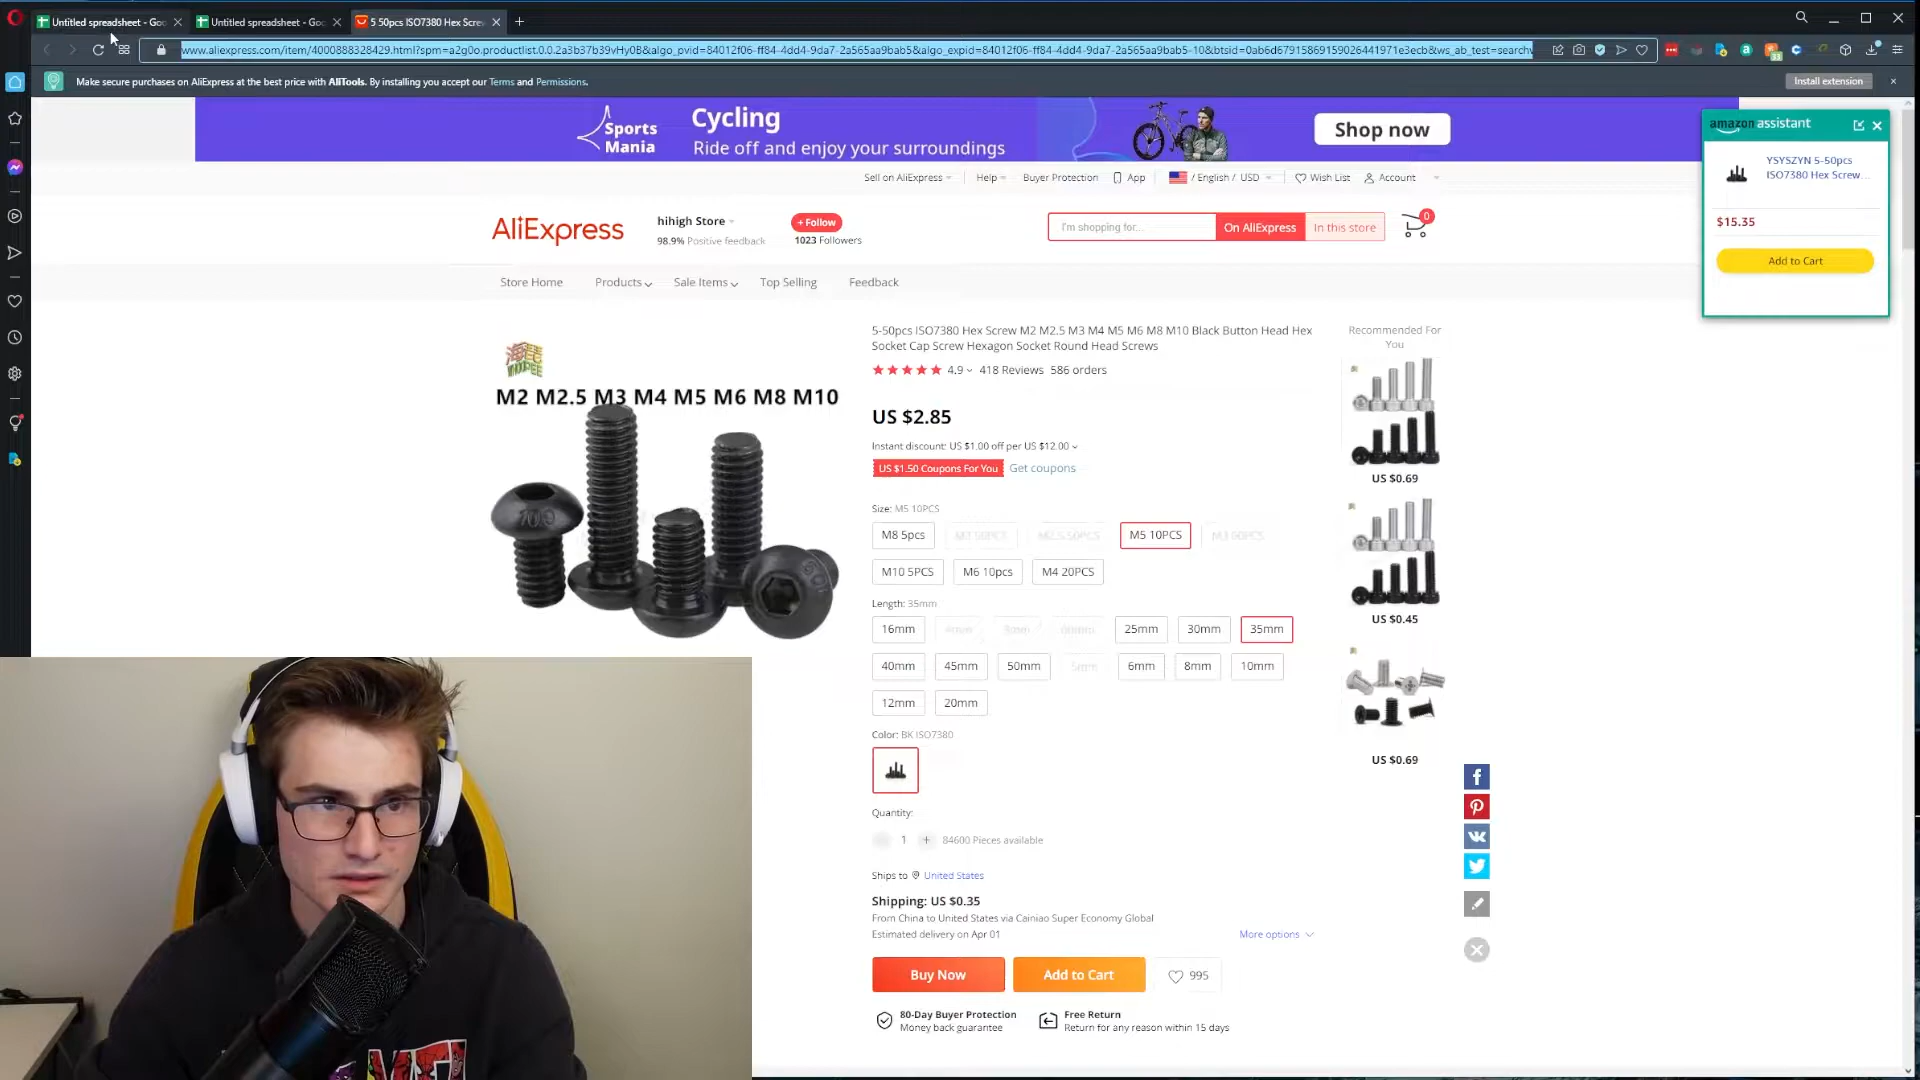 Untitled spreadsheet - Goo
Untitled spreadsheet - Goo
5 50pcs ISO7380 Hex Scre
www.aliexpress.com/item/4000888328429.html?spm=a2g0o.productlist.0.0.2a3b37b39vHy0B&algo_pvid=84012f06-ff84-4dd4-9da7-2a565aa9bab5&algo_expid=84012f06-ff84-4dd4-9da7-2a565aa9bab5-10&btsid=0ab6d67915869159026441971e3ecb&ws_ab_test=searchw
Make secure purchases on AliExpress at the best price with AliTools. By installing you accept our Terms and Permissions.
Install extension
Sports Mania
Cycling
Ride off and enjoy your surroundings
Shop now
amazon assistant
YSYSZYN 5-50pcs
ISO7380 Hex Screw...
$15.35
Add to Cart
Sell on AliExpress
Help
Buyer Protection
App
/ English / USD
Wish List
Account
AliExpress
hihigh Store
98.9% Positive feedback
+ Follow
1023 Followers
I'm shopping for...
On AliExpress
In this store
0
Store Home
Products
Sale Items
Top Selling
Feedback
M2 M2.5 M3 M4 M5 M6 M8 M10
5-50pcs ISO7380 Hex Screw M2 M2.5 M3 M4 M5 M6 M8 M10 Black Button Head Hex
Socket Cap Screw Hexagon Socket Round Head Screws
4.9
418 Reviews
586 orders
US $2.85
Instant discount: US $1.00 off per US $12.00
US $1.50 Coupons For You
Get coupons
Size: M5 10PCS
M8 5pcs
M2.5 50PCS
M5 10PCS
M10 5PCS
M6 10pcs
M4 20PCS
Length: 35mm
16mm
25mm
30mm
35mm
40mm
45mm
50mm
5mm
6mm
8mm
10mm
12mm
20mm
Color: BK ISO7380
Quantity:
1
+
84600 Pieces available
Ships to United States
Shipping: US $0.35
From China to United States via Cainiao Super Economy Global
Estimated delivery on Apr 01
More options
Buy Now
Add to Cart
995
80-Day Buyer Protection
Money back guarantee
Free Return
Return for any reason within 15 days
Recommended For
You
US $0.69
US $0.45
US $0.69